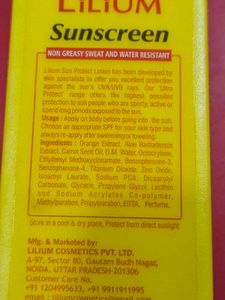 LILIUM
Sunscreen
NON GREASY SWEAT AND WATER RESISTANT
Lilium Sun Protect Lotion has been developed by
skin specialists to offer you excellent protection
against the sun's UVA/UVB rays. Our 'Ultra
Protect' range offers the highest possible
protection to soil people who are sporty, active or
spend long periods exposed to the sun.
Usage : Apply on body before going into the sun.
Choose an appropriate SPF for your skin type and
always re-apply after swimming or toweling.
Ingredients : Orange Extract, Aloe Barbadensis
Extract, Carrot Seed Oil, D.M. Water, Octocrylene,
Ethylhexyl Methoxycinnamate, Benzophenone-3,
Benzophenone-4, Titanium Dioxide, Zinc Oxide,
Isoamyl Laurate, Sodium PCA, Dicaprylyl
Carbonate, Glycerin, Propylene Glycol, Lecithin
and Sodium Acrylates Co-polymer,
Methylparaben, Propylparaben, EDTA, Perfume.
Store in a cool & dry place, Protect from direct sunlight
Mfg. & Marketed by:
LILIUM COSMETICS PVT. LTD.
A-97, Sector 80, Gautam Budh Nagar,
NOIDA, UTTAR PRADESH-201306
Customer Care No.
+91 1204995633, +91 9911911995
email : liliumcosmetics@gmail.com